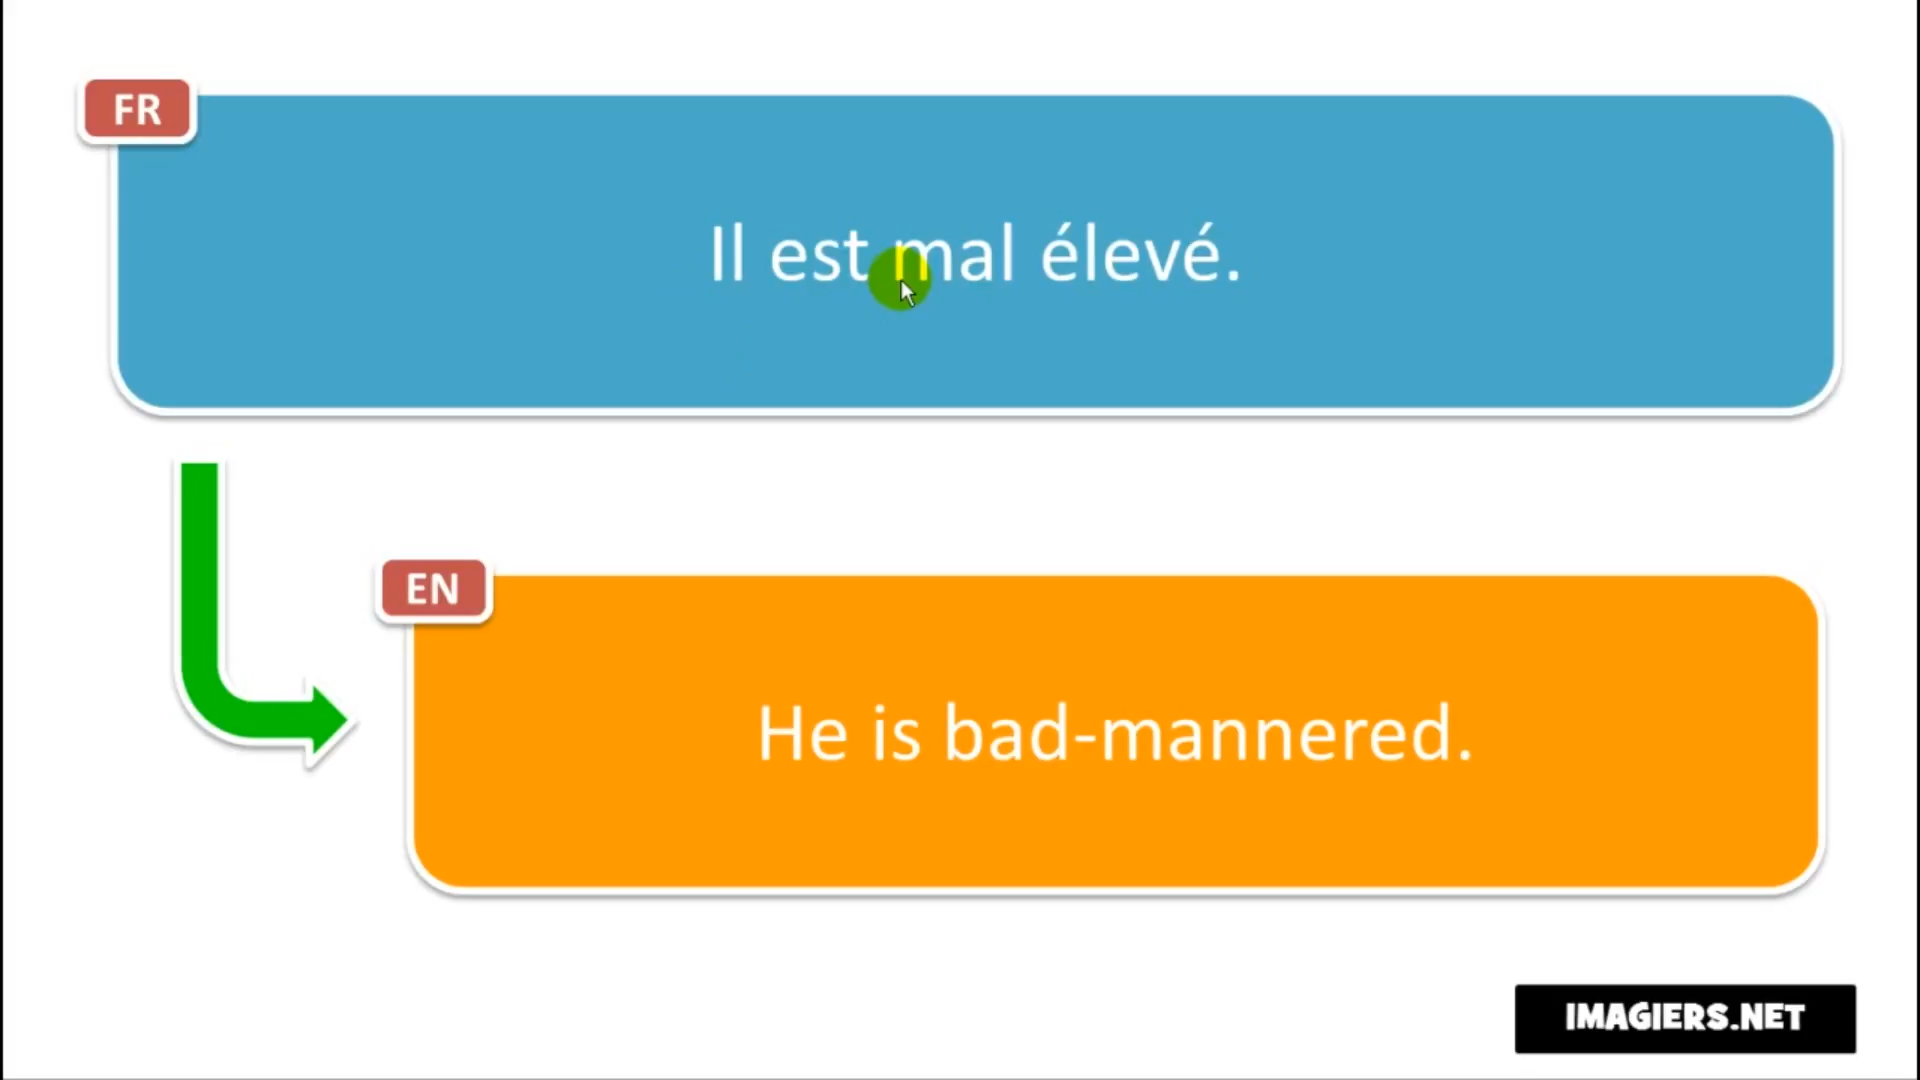 FR
Il est mal élevé.
EN
He is bad-mannered.
IMAGIERS.NET